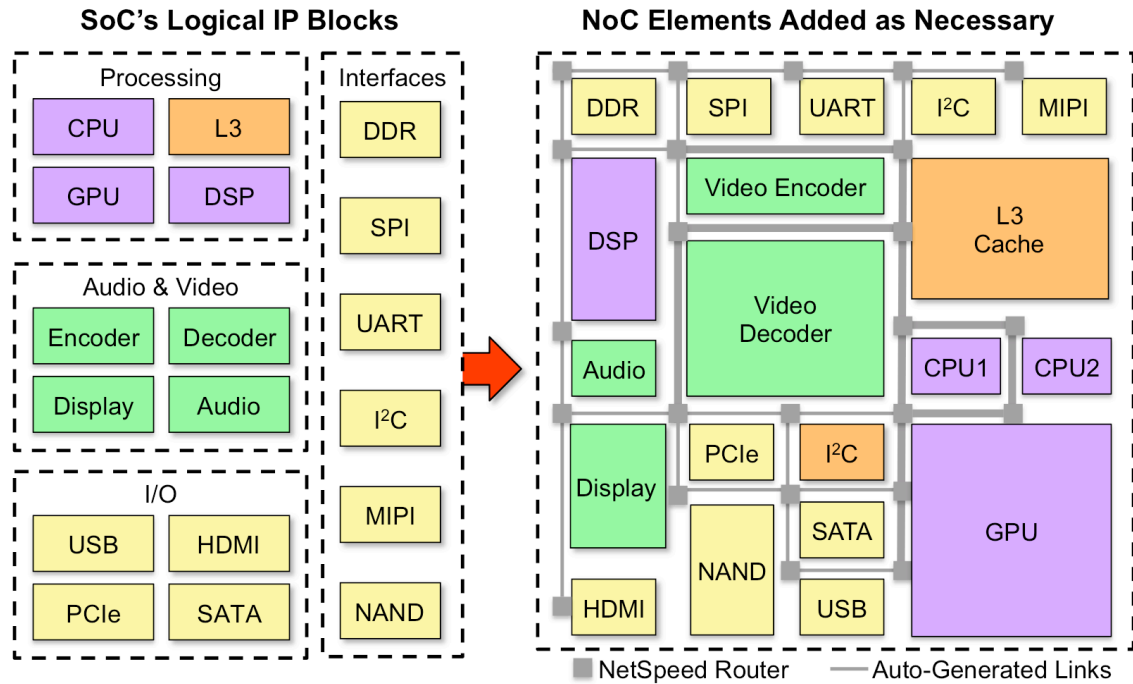 SoC's Logical IP Blocks
Processing
CPU
L3
GPU
DSP
Audio & Video
Encoder
Decoder
Display
Audio
I/O
USB
HDMI
PCIe
SATA
Interfaces
DDR
SPI
UART
I²C
MIPI
NAND
NoC Elements Added as Necessary
DDR
SPI
UART
I²C
MIPI
DSP
Video Encoder
L3
Cache
Video
Decoder
Audio
CPU1
CPU2
Display
PCIe
I²C
GPU
NAND
SATA
HDMI
USB
NetSpeed Router
Auto-Generated Links